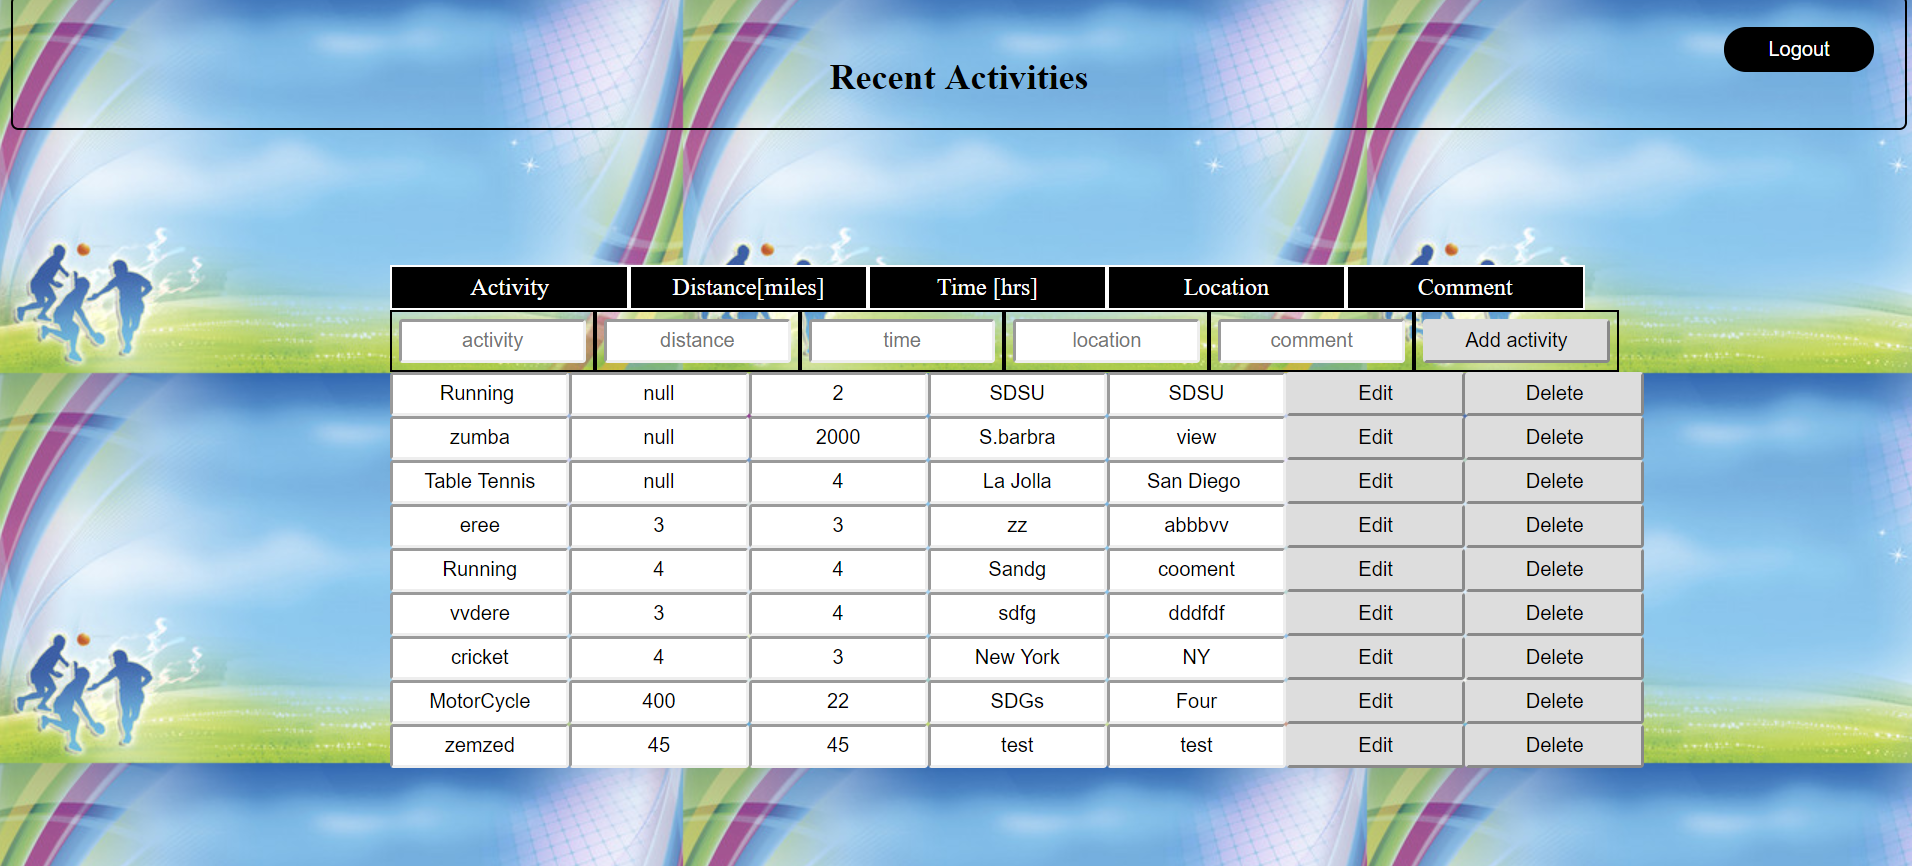 Logout
Recent Activities
Activity Distance[miles] Time [hrs] Location Comment
activity distance time location comment Add activity
Running null 2 SDSU SDSU Edit Delete
zumba null 2000 S.barbra view Edit Delete
Table Tennis null 4 La Jolla San Diego Edit Delete
eree 3 3 zz abbbvv Edit Delete
Running 4 4 Sandg cooment Edit Delete
vvdere 3 4 sdfg dddfdf Edit Delete
cricket 4 3 New York NY Edit Delete
MotorCycle 400 22 SDGs Four Edit Delete
zemzed 45 45 test test Edit Delete